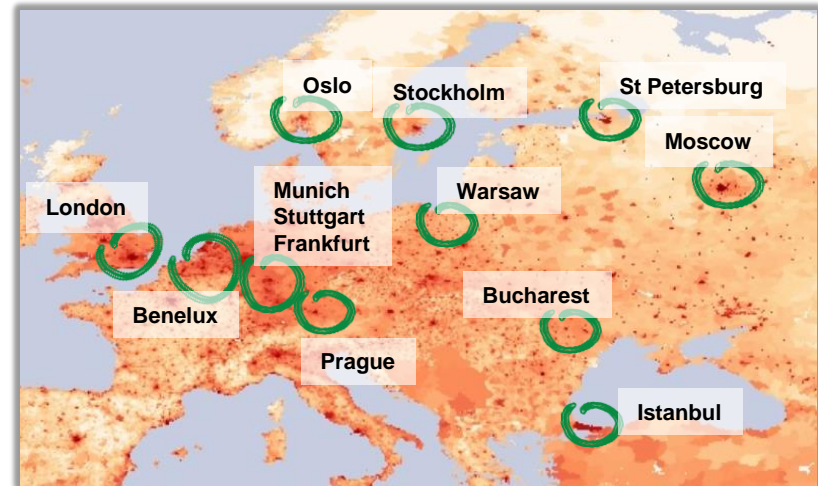 Oslo
Stockholm
St Petersburg
Moscow
London
Munich
Stuttgart
Frankfurt
Warsaw
Benelux
Bucharest
Prague
Istanbul